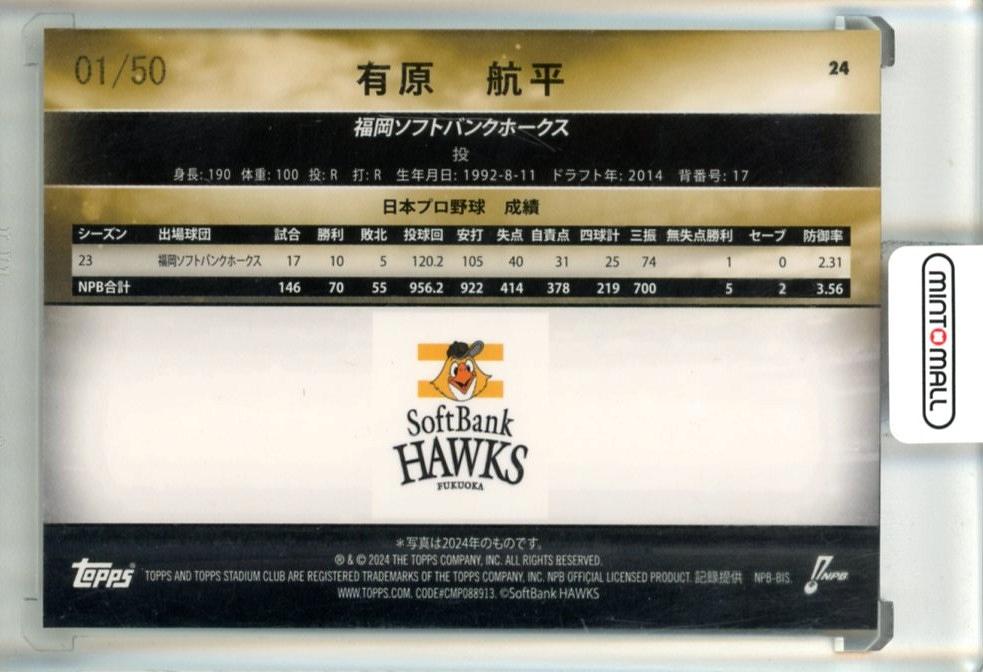 01/50 有原 航平 24
福岡ソフトバンクホークス
投
身長: 190 体重: 100 投: R 打: R 生年月日: 1992-8-11 ドラフト年: 2014 背番号: 17
日本プロ野球 成績
シーズン 出場球団 試合 勝利 敗北 投球回 安打 失点 自責点 四球計 三振 無失点勝利 セーブ 防御率
23 福岡ソフトバンクホークス 17 10 5 120.2 105 40 31 25 74 1 0 2.31
NPB合計 146 70 55 956.2 922 414 378 219 700 5 2 3.56
MINT MALL
SoftBank
HAWKS
FUKUOKA
＊写真は2024年のものです。
® & © 2024 THE TOPPS COMPANY, INC. ALL RIGHTS RESERVED.
topps TOPPS AND TOPPS STADIUM CLUB ARE REGISTERED TRADEMARKS OF THE TOPPS COMPANY, INC. NPB OFFICIAL LICENSED PRODUCT. 記録提供 NPB-BIS. NPB
WWW.TOPPS.COM. CODE#CMP088913. ©SoftBank HAWKS